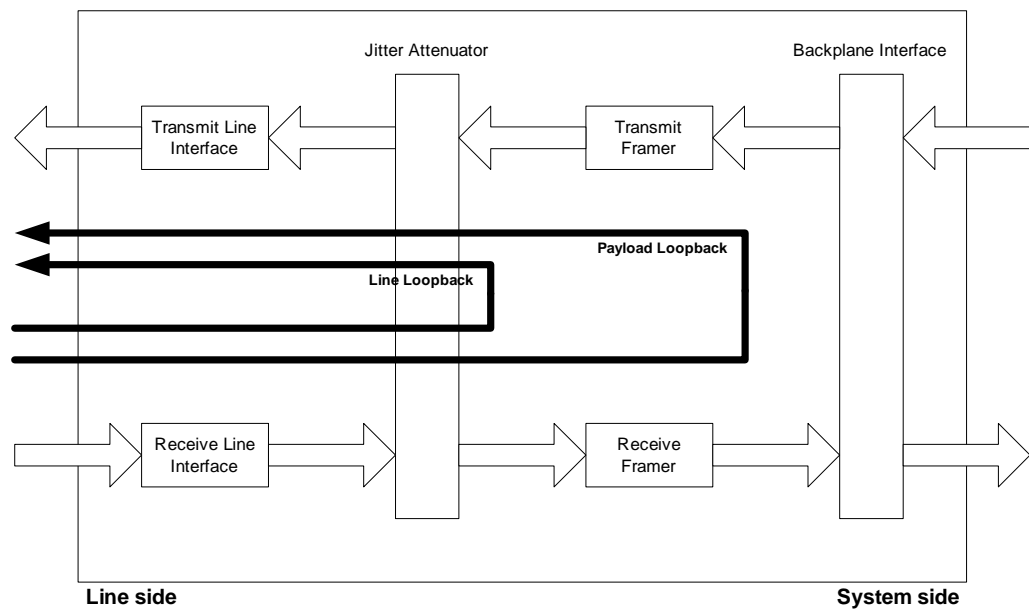 Jitter Attenuator
Backplane Interface
Transmit Line
Interface
Transmit
Framer
Payload Loopback
Line Loopback
Receive Line
Interface
Receive
Framer
Line side
System side